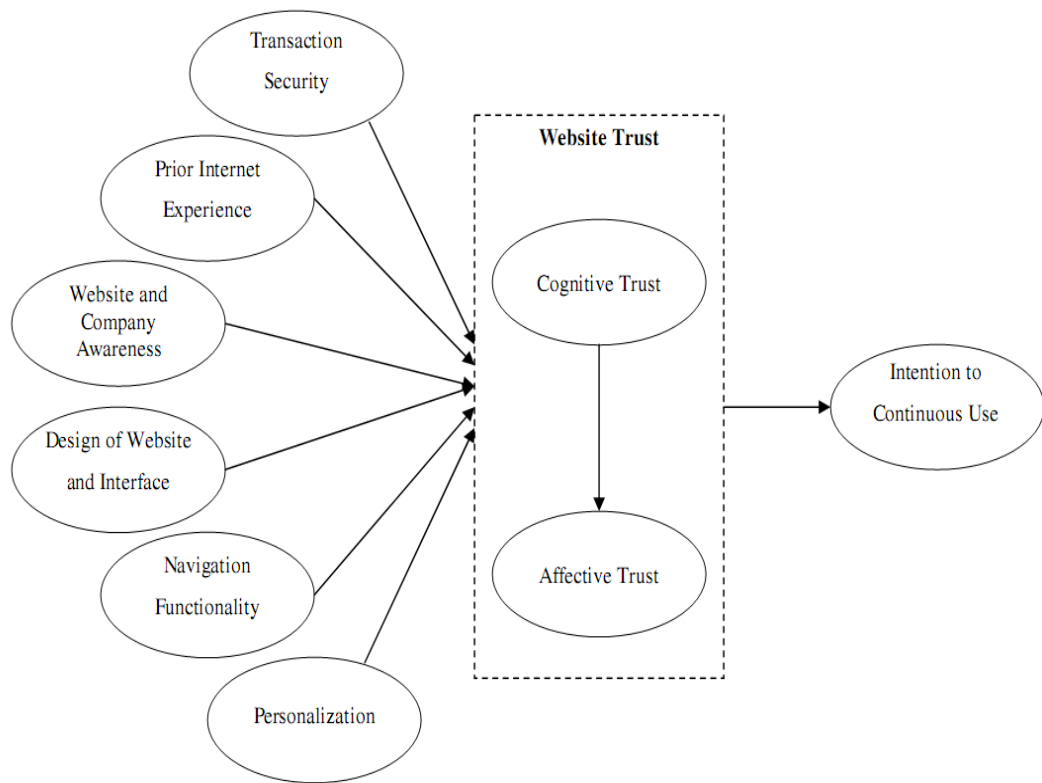 Transaction
Security
Website Trust
Prior Internet
Experience
Cognitive Trust
Website and
Company
Awareness
Intention to
Continuous Use
Design of Website
and Interface
Navigation
Functionality
Affective Trust
Personalization